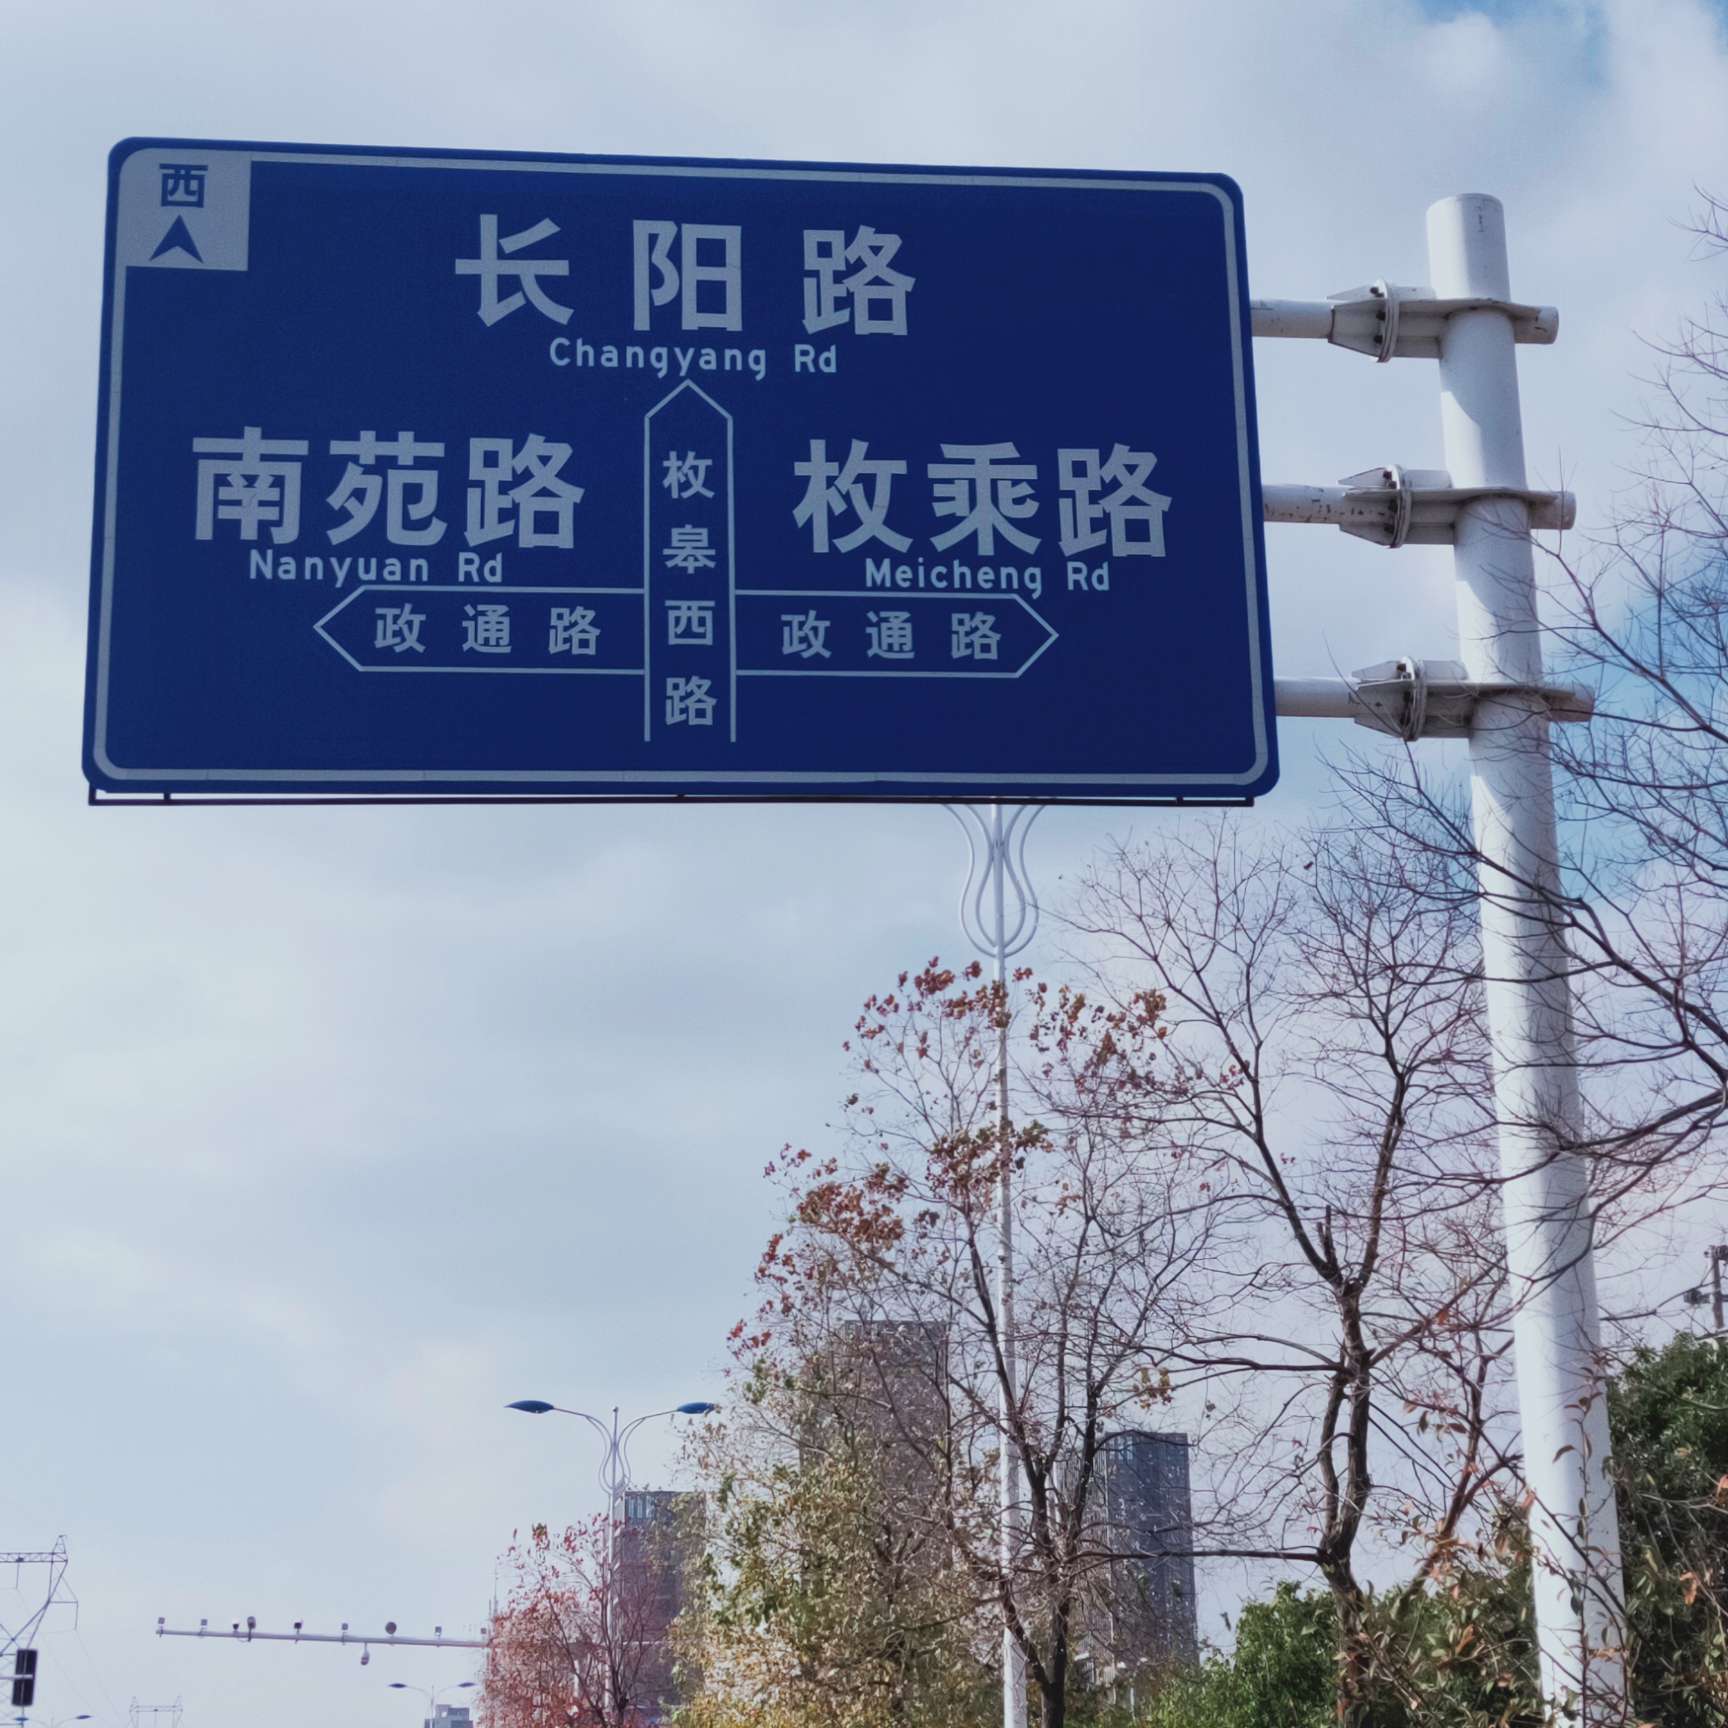 西
长阳路
Changyang Rd
南苑路
Nanyuan Rd
枚乘路
Meicheng Rd
枚皋西路
政通路
政通路